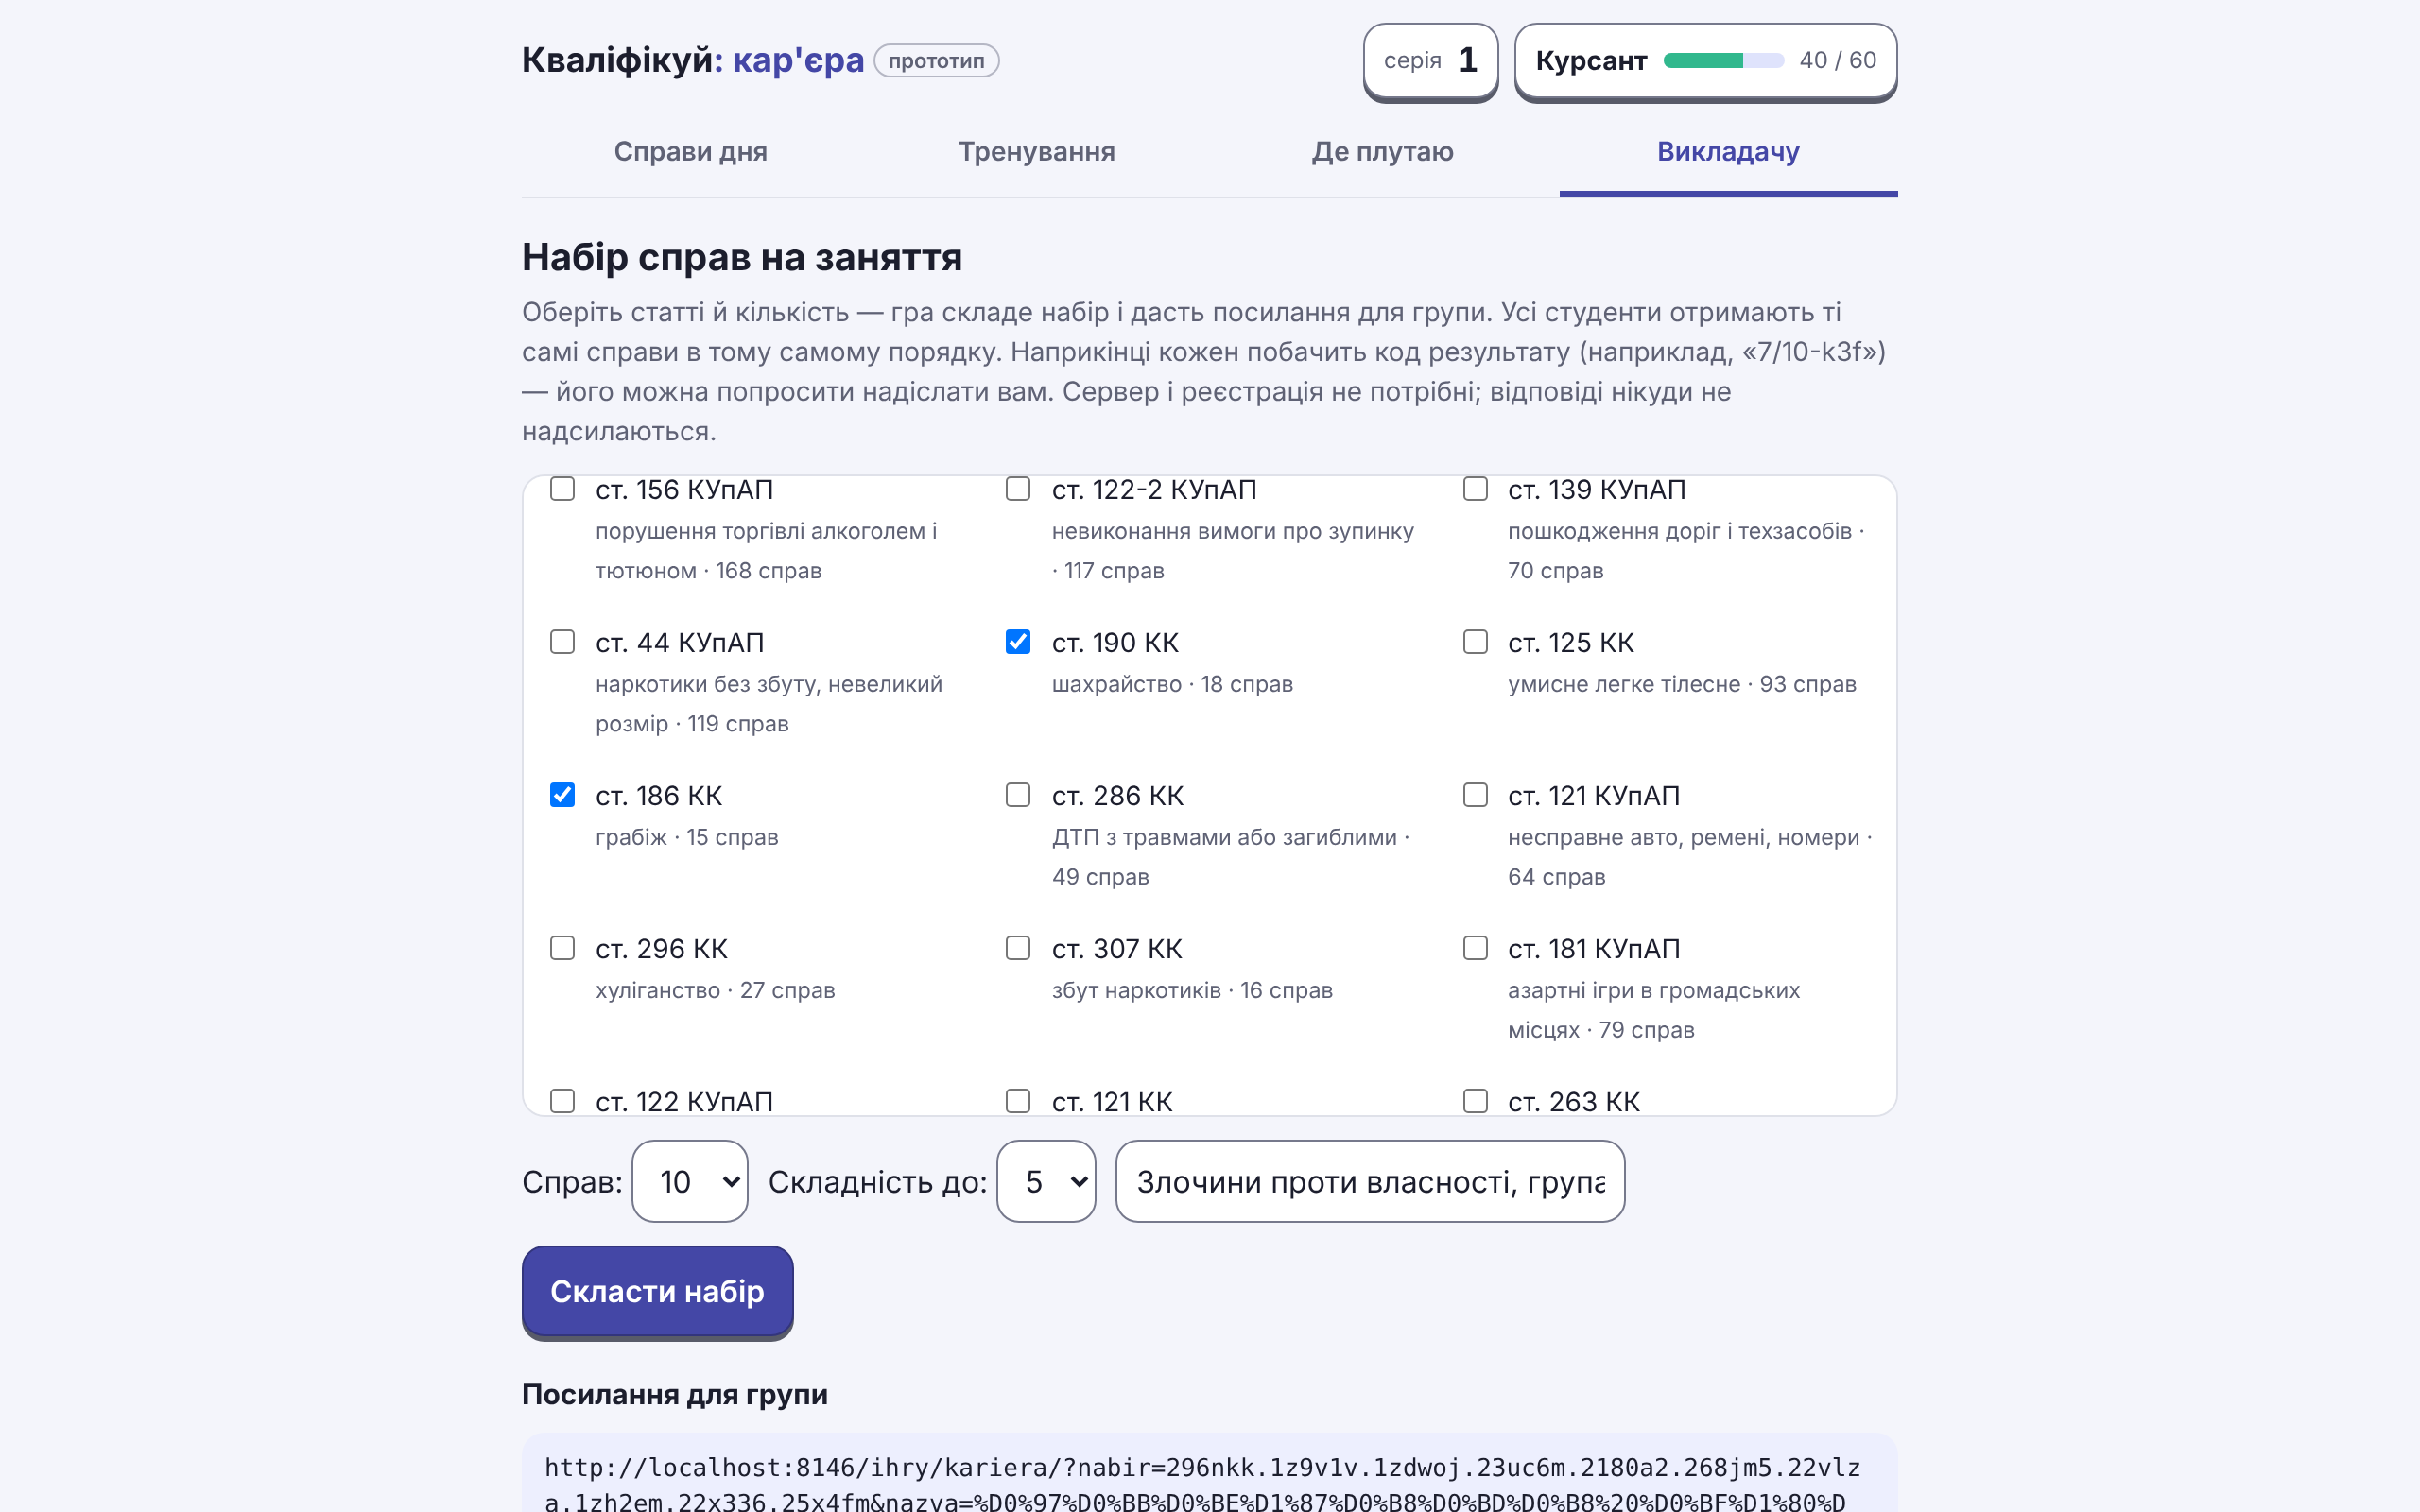 Кваліфікуй: кар'єра прототип
серія 1
Курсант 40 / 60
Справи дня
Тренування
Де плутаю
Викладачу
Набір справ на заняття
Оберіть статті й кількість — гра складе набір і дасть посилання для групи. Усі студенти отримають ті
самі справи в тому самому порядку. Наприкінці кожен побачить код результату (наприклад, «7/10-k3f»)
— його можна попросити надіслати вам. Сервер і реєстрація не потрібні; відповіді нікуди не
надсилаються.
ст. 156 КУпАП
порушення торгівлі алкоголем і
тютюном · 168 справ
ст. 122-2 КУпАП
невиконання вимоги про зупинку
· 117 справ
ст. 139 КУпАП
пошкодження доріг і техзасобів ·
70 справ
ст. 44 КУпАП
наркотики без збуту, невеликий
розмір · 119 справ
ст. 190 КК
шахрайство · 18 справ
ст. 125 КК
умисне легке тілесне · 93 справ
ст. 186 КК
грабіж · 15 справ
ст. 286 КК
ДТП з травмами або загиблими ·
49 справ
ст. 121 КУпАП
несправне авто, ремені, номери ·
64 справ
ст. 296 КК
хуліганство · 27 справ
ст. 307 КК
збут наркотиків · 16 справ
ст. 181 КУпАП
азартні ігри в громадських
місцях · 79 справ
ст. 122 КУпАП
ст. 121 КК
ст. 263 КК
Справ: 10 Складність до: 5 Злочини проти власності, група
Скласти набір
Посилання для групи
http://localhost:8146/ihry/kariera/?nabir=296nkk.1z9v1v.1zdwoj.23uc6m.2180a2.268jm5.22vlz
a.1zh2em.22x336.25x4fm&nazva=%D0%97%D0%BB%D0%BE%D1%87%D0%B8%D0%BD%D0%B8%20%D0%BF%D1%80%D